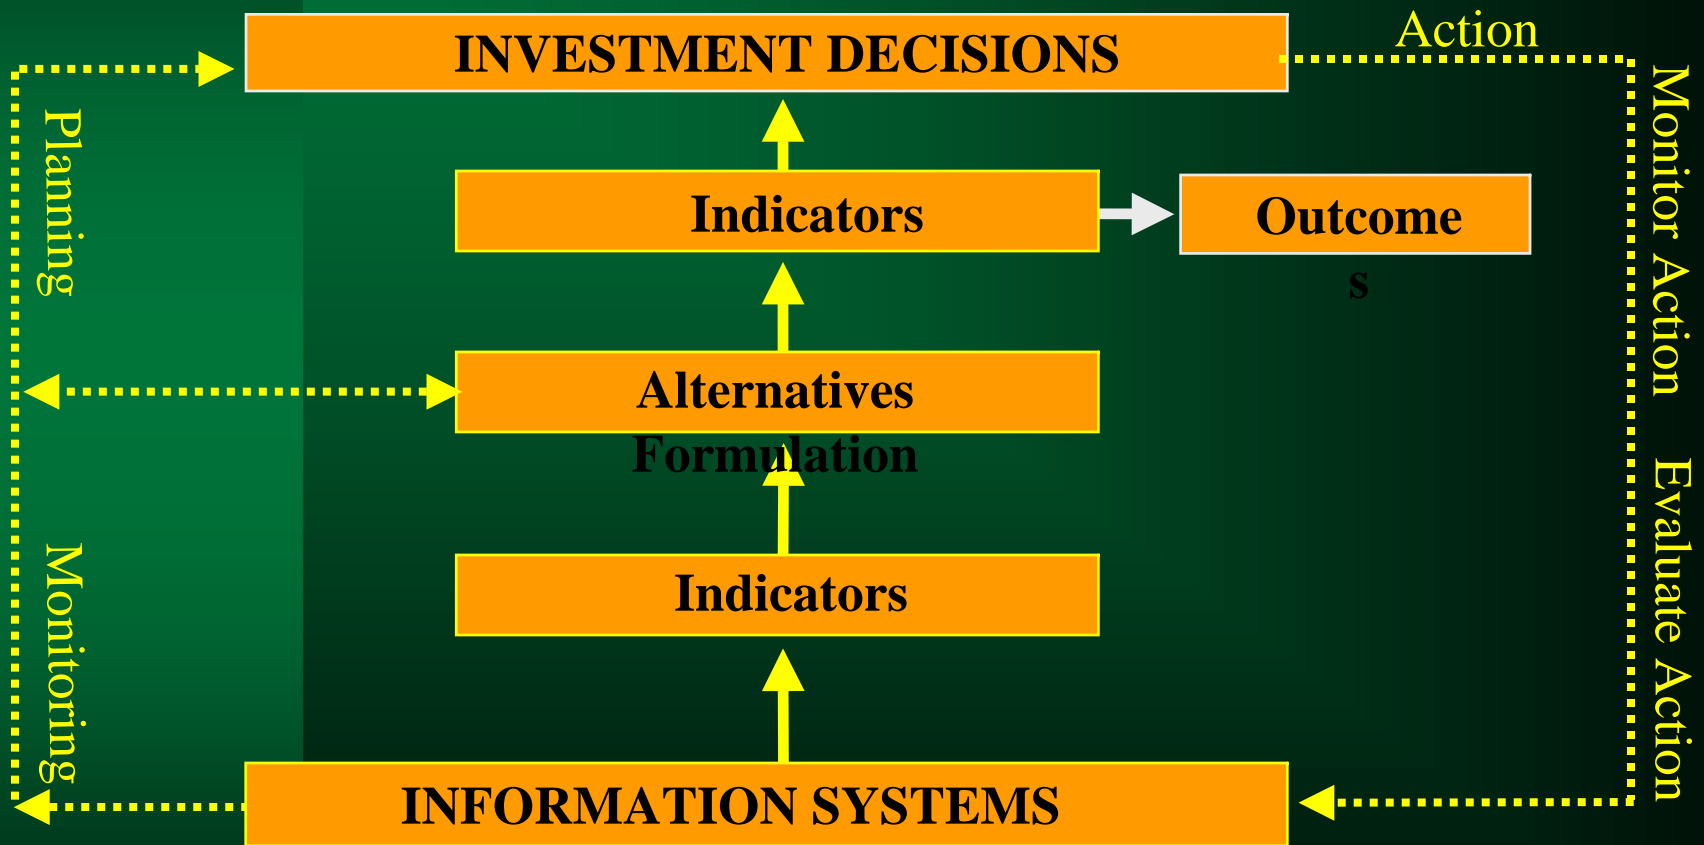 INVESTMENT DECISIONS
Action
Planning
Monitor Action
Indicators
Outcome
s
Alternatives
Formulation
Evaluate Action
Monitoring
Indicators
INFORMATION SYSTEMS